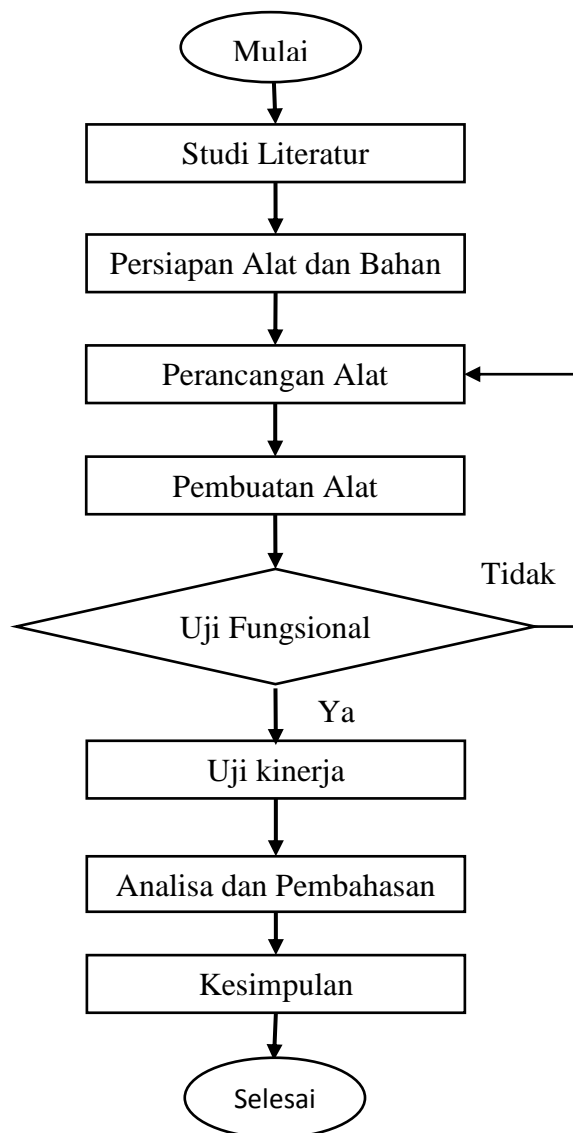 Mulai
Studi Literatur
Persiapan Alat dan Bahan
Perancangan Alat
Pembuatan Alat
Tidak
Uji Fungsional
Ya
Uji kinerja
Analisa dan Pembahasan
Kesimpulan
Selesai